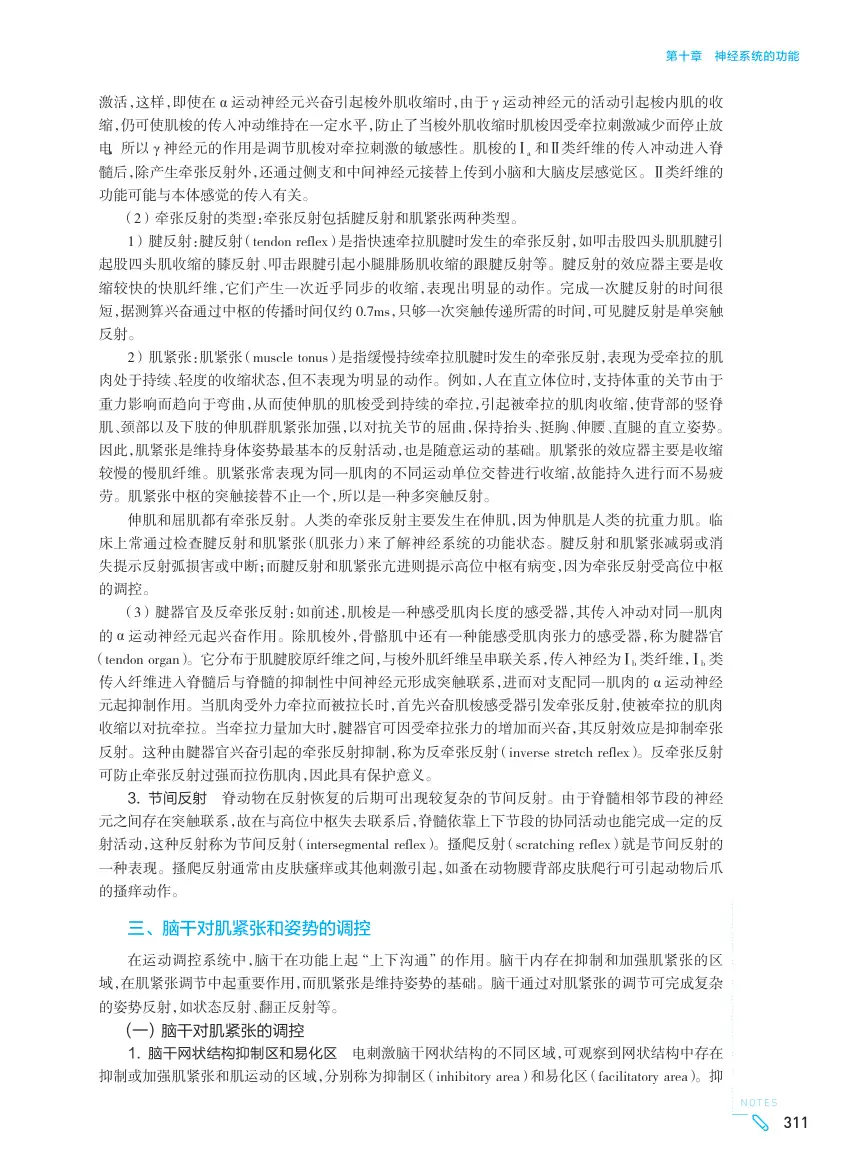 第十章 神经系统的功能
激活,这样,即使在 α 运动神经元兴奋引起梭外肌收缩时,由于 γ 运动神经元的活动引起梭内肌的收
缩,仍可使肌梭的传入冲动维持在一定水平,防止了当梭外肌收缩时肌梭因受牵拉刺激减少而停止放
电 所以 γ 神经元的作用是调节肌梭对牵拉刺激的敏感性。肌梭的Ⅰa 和Ⅱ类纤维的传入冲动进入脊
髓后,除产生牵张反射外,还通过侧支和中间神经元接替上传到小脑和大脑皮层感觉区。Ⅱ类纤维的
功能可能与本体感觉的传入有关。
(2)牵张反射的类型:牵张反射包括腱反射和肌紧张两种类型。
1)腱反射:腱反射(tendon reflex)是指快速牵拉肌腱时发生的牵张反射,如叩击股四头肌肌腱引
起股四头肌收缩的膝反射、叩击跟腱引起小腿腓肠肌收缩的跟腱反射等。腱反射的效应器主要是收
缩较快的快肌纤维,它们产生一次近乎同步的收缩,表现出明显的动作。完成一次腱反射的时间很
短,据测算兴奋通过中枢的传播时间仅约 0.7ms,只够一次突触传递所需的时间,可见腱反射是单突触
反射。
2)肌紧张:肌紧张(muscle tonus)是指缓慢持续牵拉肌腱时发生的牵张反射,表现为受牵拉的肌
肉处于持续、轻度的收缩状态,但不表现为明显的动作。例如,人在直立体位时,支持体重的关节由于
重力影响而趋向于弯曲,从而使伸肌的肌梭受到持续的牵拉,引起被牵拉的肌肉收缩,使背部的竖脊
肌、颈部以及下肢的伸肌群肌紧张加强,以对抗关节的屈曲,保持抬头、挺胸、伸腰、直腿的直立姿势。
因此,肌紧张是维持身体姿势最基本的反射活动,也是随意运动的基础。肌紧张的效应器主要是收缩
较慢的慢肌纤维。肌紧张常表现为同一肌肉的不同运动单位交替进行收缩,故能持久进行而不易疲
劳。肌紧张中枢的突触接替不止一个,所以是一种多突触反射。
伸肌和屈肌都有牵张反射。人类的牵张反射主要发生在伸肌,因为伸肌是人类的抗重力肌。临
床上常通过检查腱反射和肌紧张(肌张力)来了解神经系统的功能状态。腱反射和肌紧张减弱或消
失提示反射弧损害或中断;而腱反射和肌紧张亢进则提示高位中枢有病变,因为牵张反射受高位中枢
的调控。
(3)腱器官及反牵张反射:如前述,肌梭是一种感受肌肉长度的感受器,其传入冲动对同一肌肉
的 α 运动神经元起兴奋作用。除肌梭外,骨骼肌中还有一种能感受肌肉张力的感受器,称为腱器官
(tendon organ)。它分布于肌腱胶原纤维之间,与梭外肌纤维呈串联关系,传入神经为Ⅰb 类纤维,Ⅰb 类
传入纤维进入脊髓后与脊髓的抑制性中间神经元形成突触联系,进而对支配同一肌肉的 α 运动神经
元起抑制作用。当肌肉受外力牵拉而被拉长时,首先兴奋肌梭感受器引发牵张反射,使被牵拉的肌肉
收缩以对抗牵拉。当牵拉力量加大时,腱器官可因受牵拉张力的增加而兴奋,其反射效应是抑制牵张
反射。这种由腱器官兴奋引起的牵张反射抑制,称为反牵张反射(inverse stretch reflex)。反牵张反射
可防止牵张反射过强而拉伤肌肉,因此具有保护意义。
3. 节间反射 脊动物在反射恢复的后期可出现较复杂的节间反射。由于脊髓相邻节段的神经
元之间存在突触联系,故在与高位中枢失去联系后,脊髓依靠上下节段的协同活动也能完成一定的反
射活动,这种反射称为节间反射(intersegmental reflex)。搔爬反射(scratching reflex)就是节间反射的
一种表现。搔爬反射通常由皮肤瘙痒或其他刺激引起,如蚤在动物腰背部皮肤爬行可引起动物后爪
的搔痒动作。
三、脑干对肌紧张和姿势的调控
在运动调控系统中,脑干在功能上起“上下沟通”的作用。脑干内存在抑制和加强肌紧张的区
域,在肌紧张调节中起重要作用,而肌紧张是维持姿势的基础。脑干通过对肌紧张的调节可完成复杂
的姿势反射,如状态反射、翻正反射等。
(一)脑干对肌紧张的调控
1. 脑干网状结构抑制区和易化区 电刺激脑干网状结构的不同区域,可观察到网状结构中存在
抑制或加强肌紧张和肌运动的区域,分别称为抑制区(inhibitory area)和易化区(facilitatory area)。抑
NOTES
311